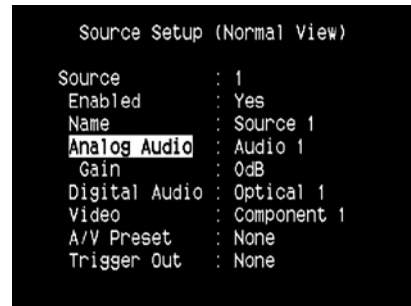 Source Setup (Normal View)
Source : 1
Enabled : Yes
Name : Source 1
Analog Audio : Audio 1
Gain : 0dB
Digital Audio : Optical 1
Video : Component 1
A/V Preset : None
Trigger Out : None